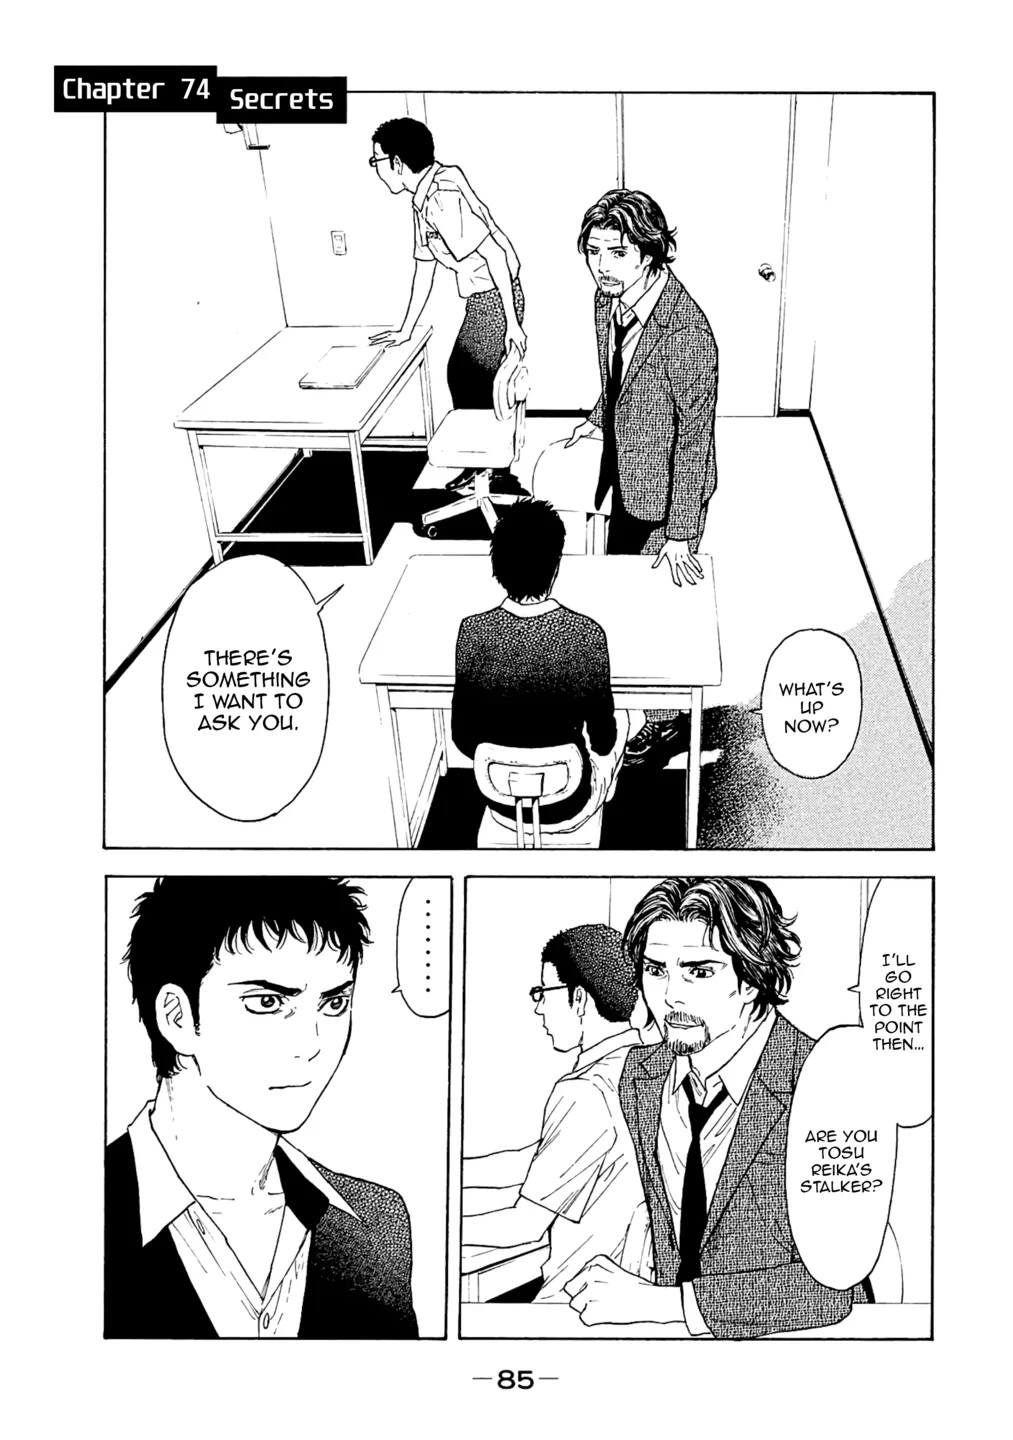 Chapter 74
Secrets
WHAT'S
UP
NOW?
THERE'S
SOMETHING
I WANT TO
ASK YOU.
I'LL
GO
RIGHT
TO THE
POINT
THEN...
ARE YOU
TOSU
REIKA'S
STALKER?
.......
—85—